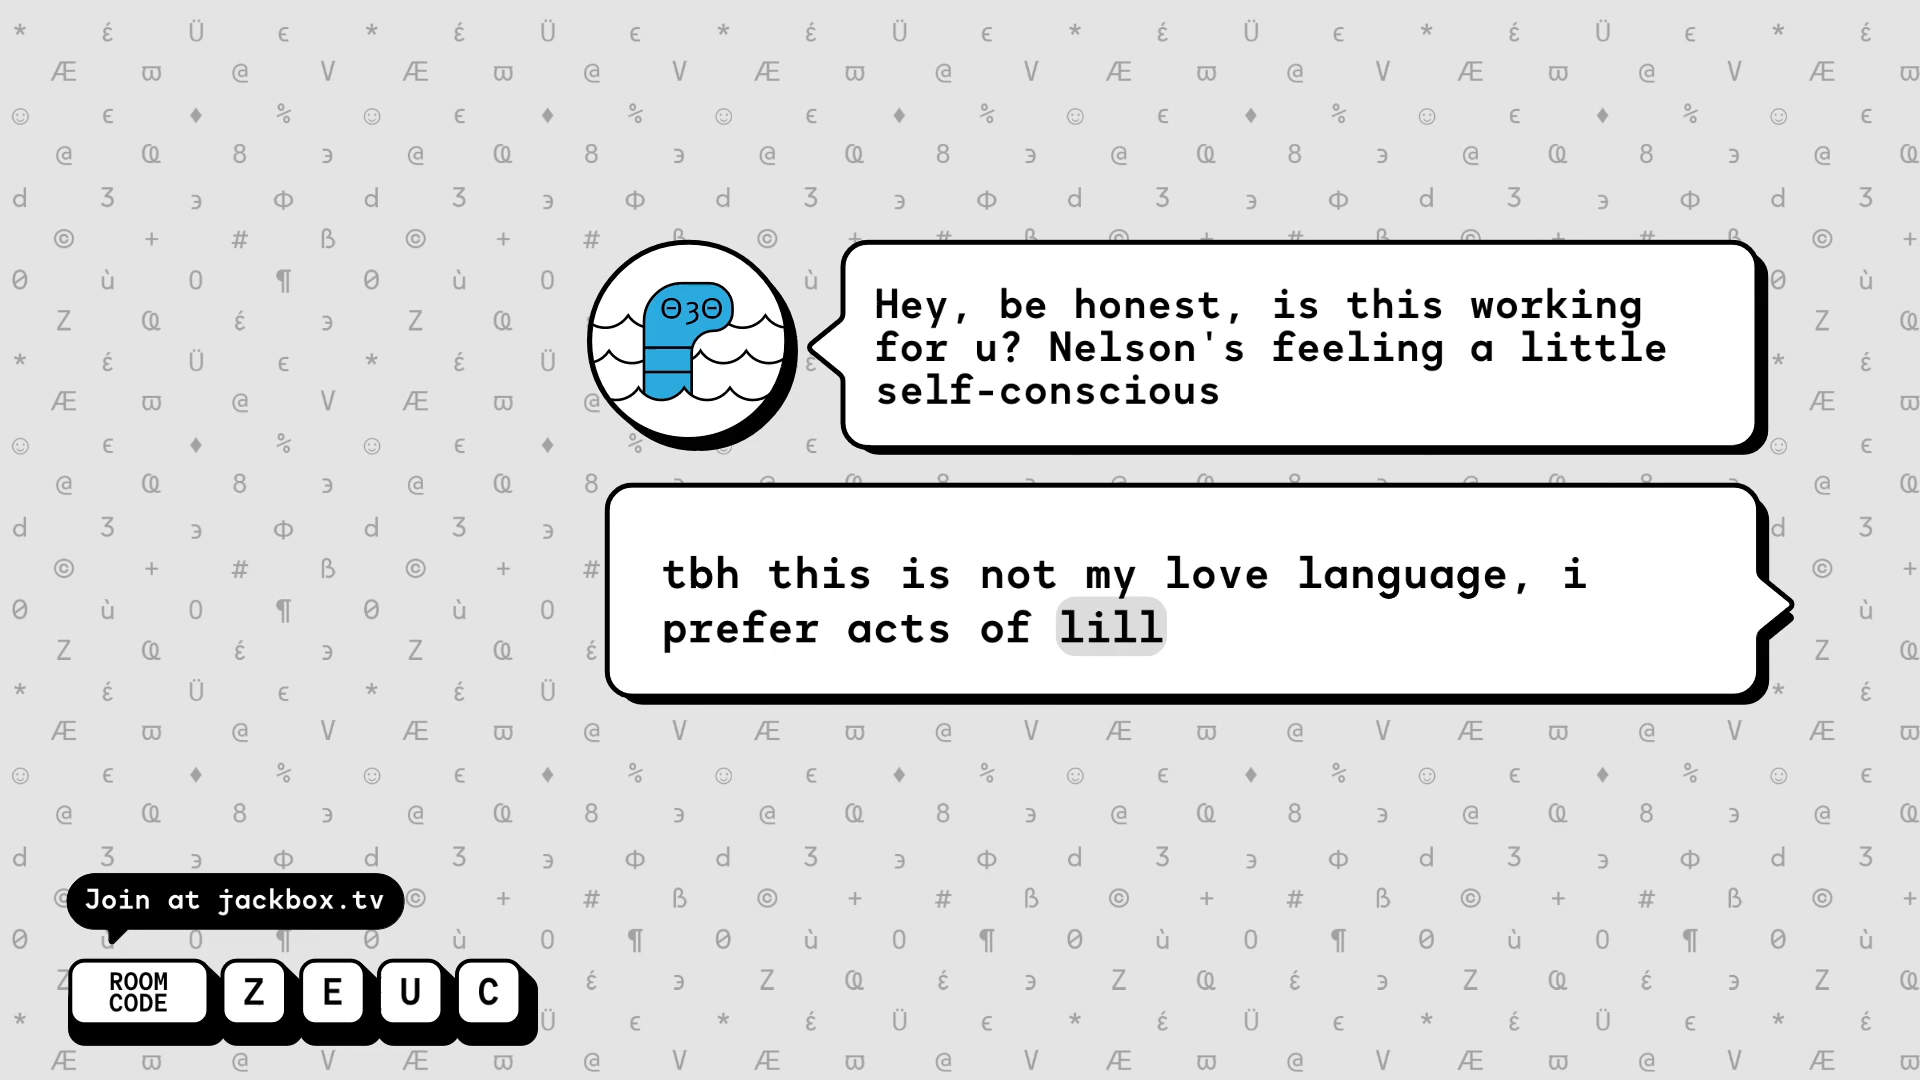 Hey, be honest, is this working
for u? Nelson's feeling a little
self-conscious
tbh this is not my love language, i
prefer acts of lill
Join at jackbox.tv
ROOM
CODE
Z E U C